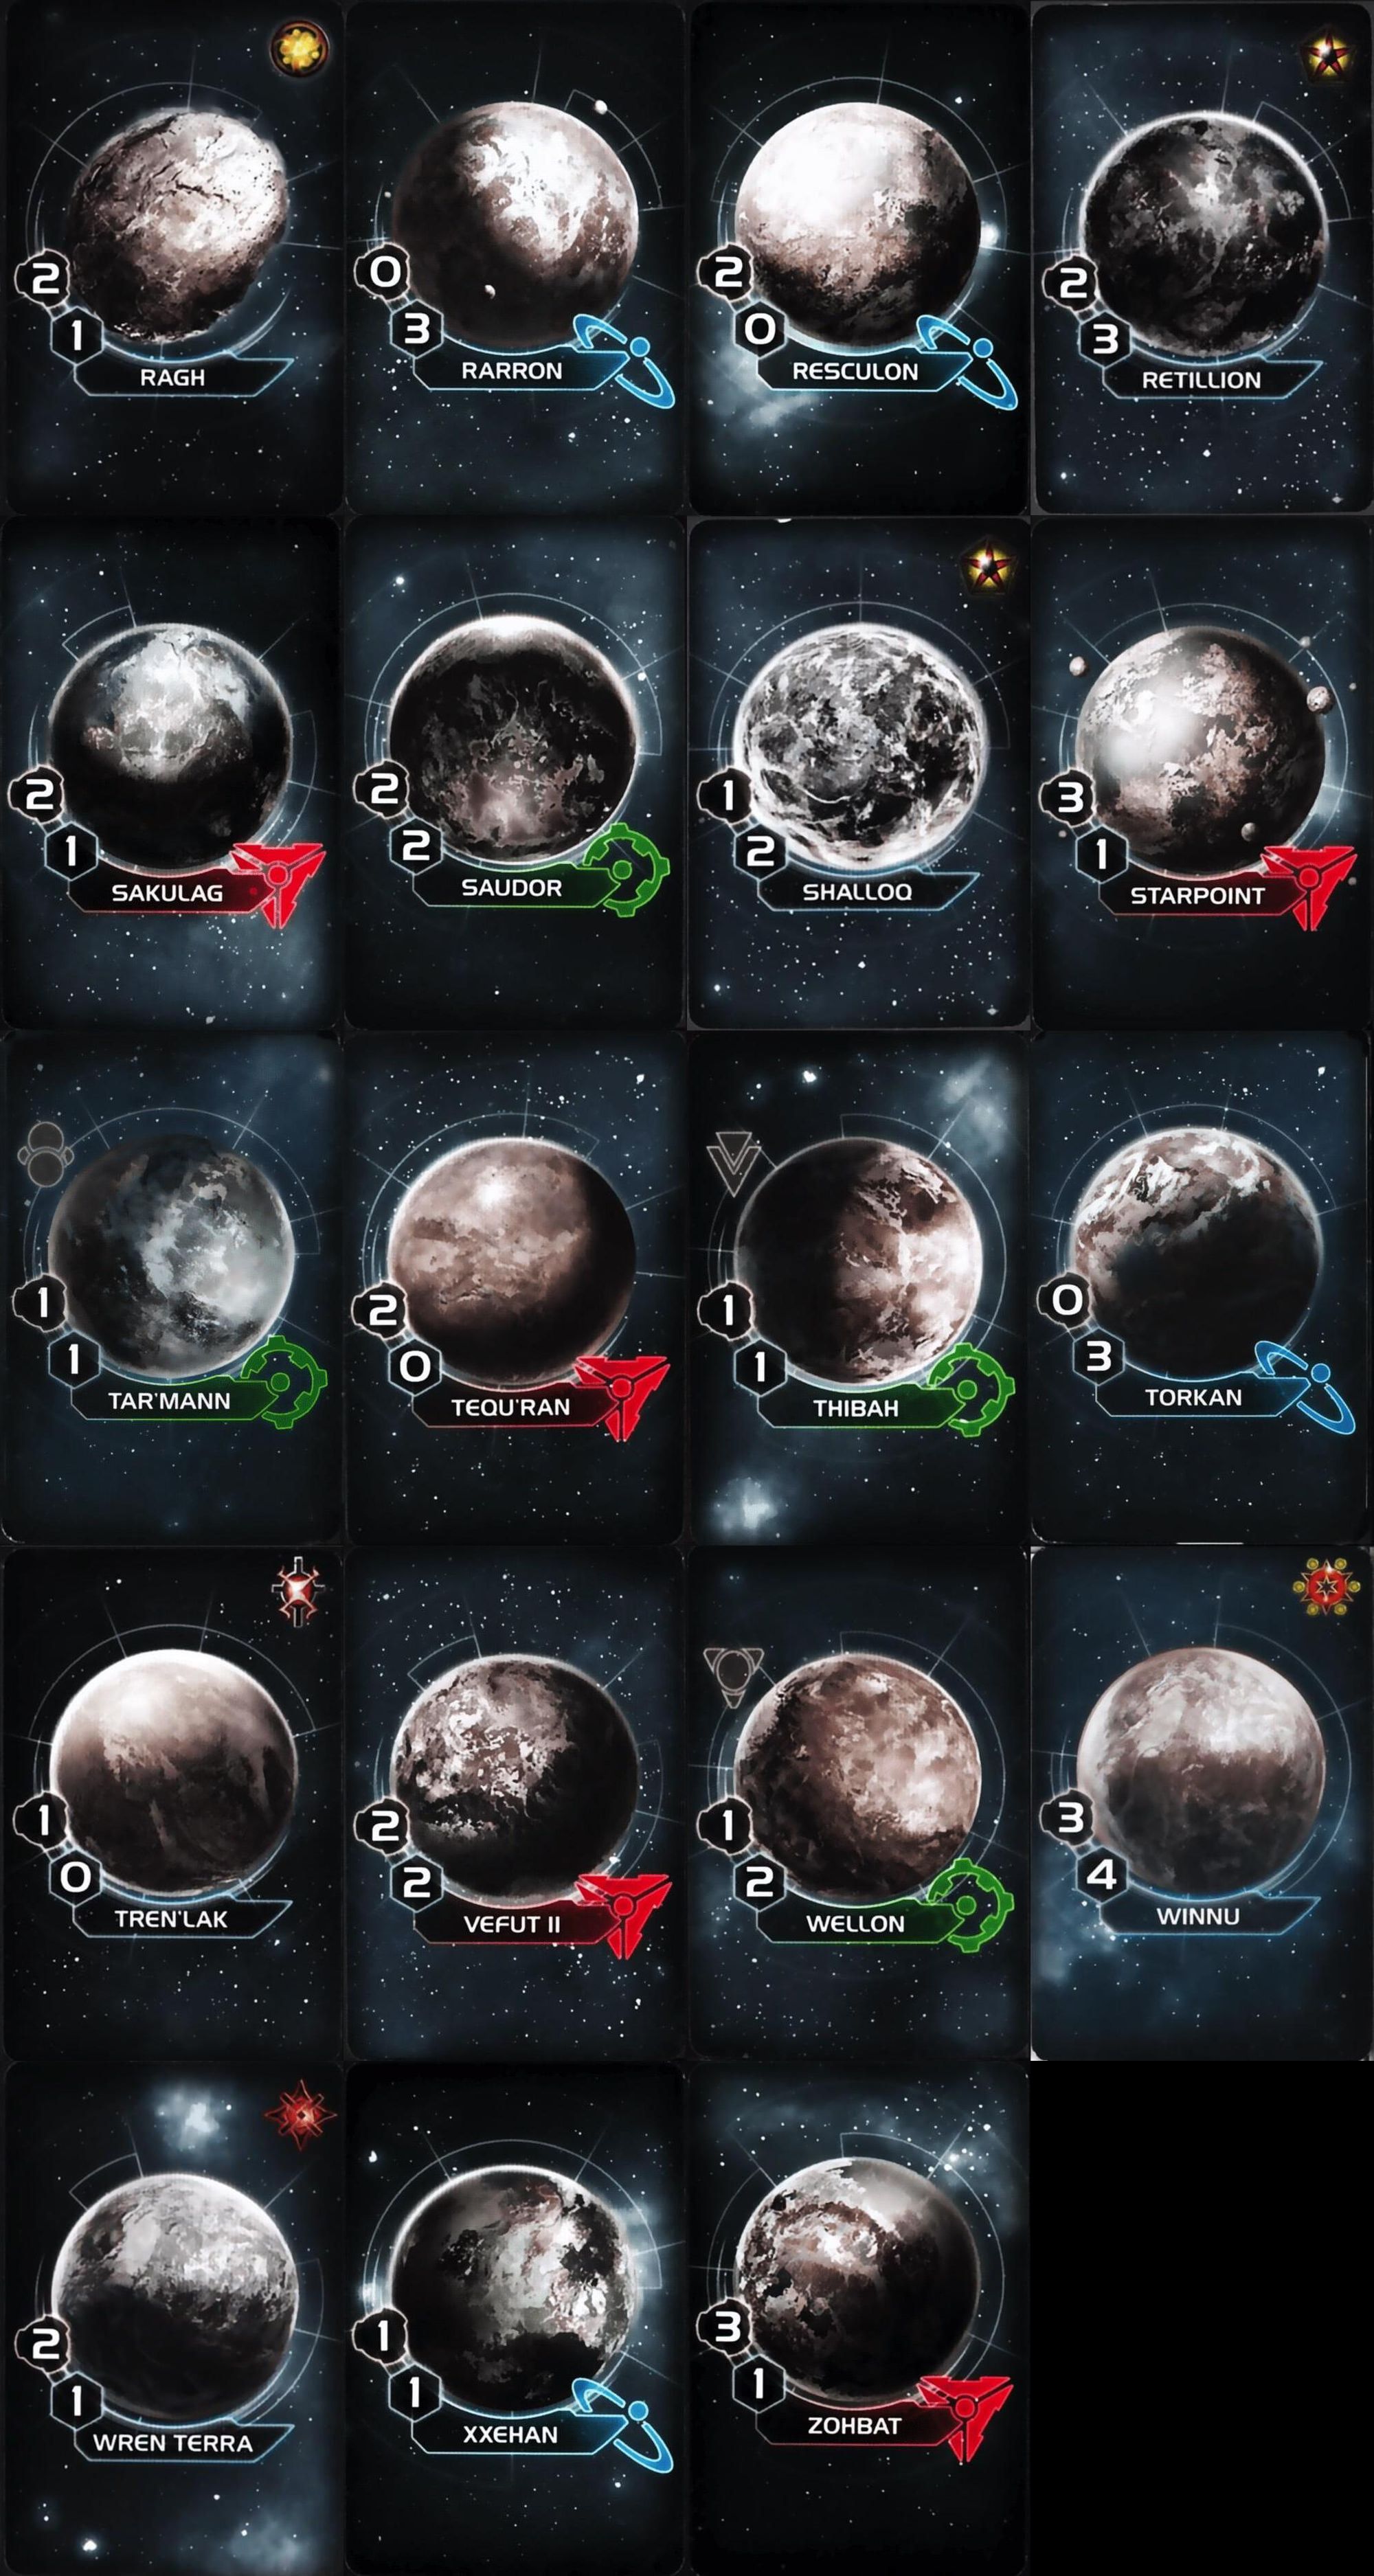 2
1
RAGH
0
3
RARRON
2
0
RESCULON
2
3
RETILLION
2
1
SAKULAG
2
2
SAUDOR
1
2
SHALLOQ
3
1
STARPOINT
1
1
TAR'MANN
2
0
TEQU'RAN
1
1
THIBAH
0
3
TORKAN
1
0
TREN'LAK
2
2
VEFUT II
1
2
WELLON
3
4
WINNU
2
1
WREN TERRA
1
1
XXEHAN
3
1
ZOHBAT